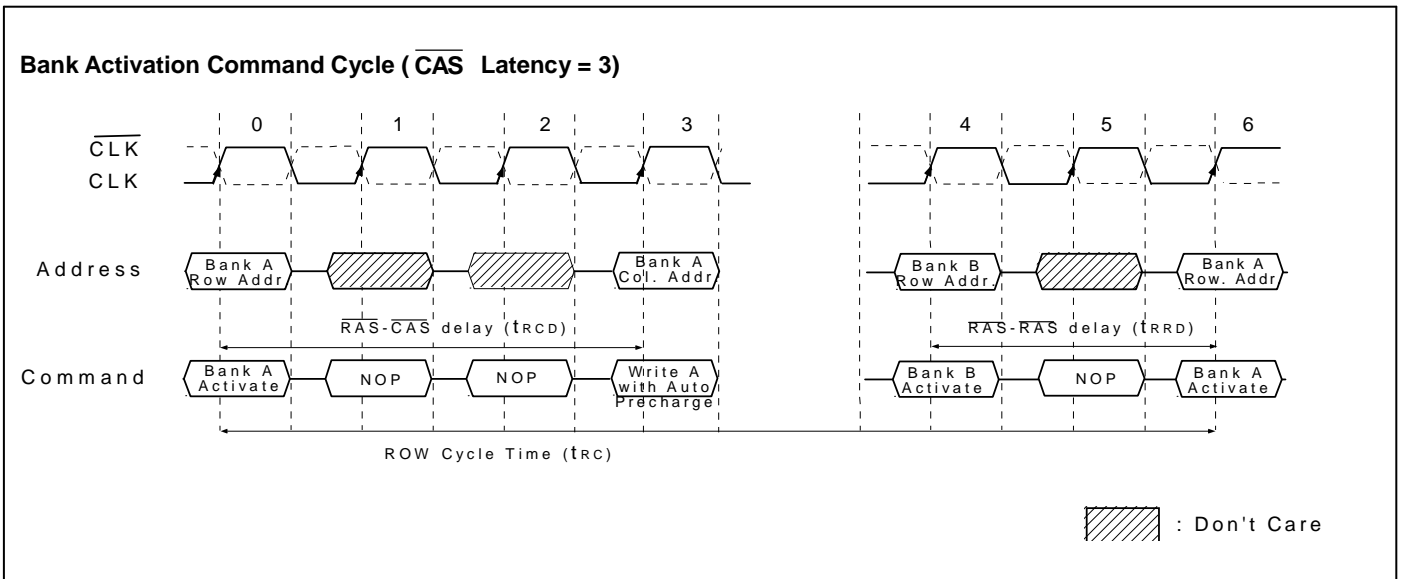 Bank Activation Command Cycle ( CAS Latency = 3)
0 1 2 3 4 5 6
CLK
CLK
Address
Bank A
Row Addr
Bank A
Col. Addr
Bank B
Row Addr.
Bank A
Row. Addr
RAS-CAS delay (tRCD)
RAS-RAS delay (tRRD)
Command
Bank A
Activate
NOP
NOP
Write A
with Auto
Precharge
Bank B
Activate
NOP
Bank A
Activate
ROW Cycle Time (tRC)
: Don't Care